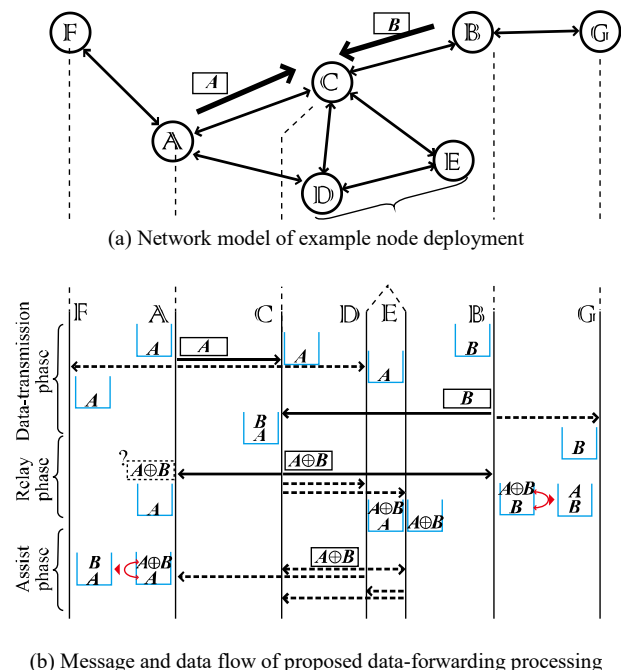 𝔽
A
B
𝔹
𝔾
ℂ
𝔸
𝔼
𝔻
(a) Network model of example node deployment
𝔽 𝔸 ℂ 𝔻 𝔼 𝔹 𝔾
Data-transmission phase
A
A
A
A
B
A
B
B
A
B
Relay phase
?
A⊕B
A⊕B
A
A⊕B
A
A⊕B
A⊕B
B
A
B
Assist phase
B
A
A⊕B
A
A⊕B
(b) Message and data flow of proposed data-forwarding processing